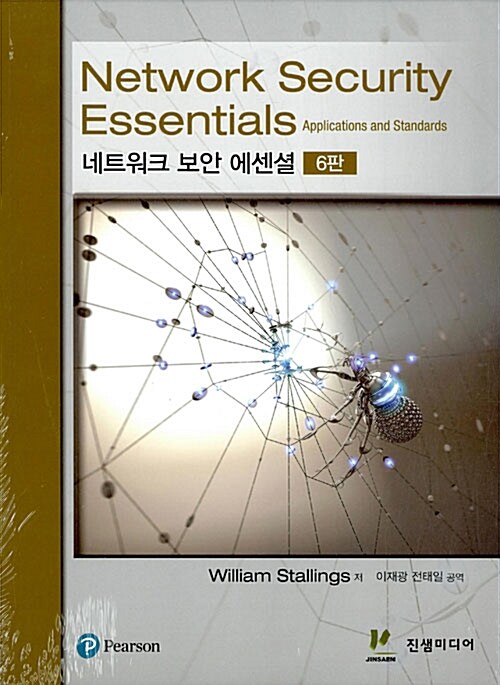 Network Security
Essentials Applications and Standards
네트워크 보안 에센셜 6판
William Stallings 저 이재광 전태일 공역
Pearson
JINSAEM 진샘미디어